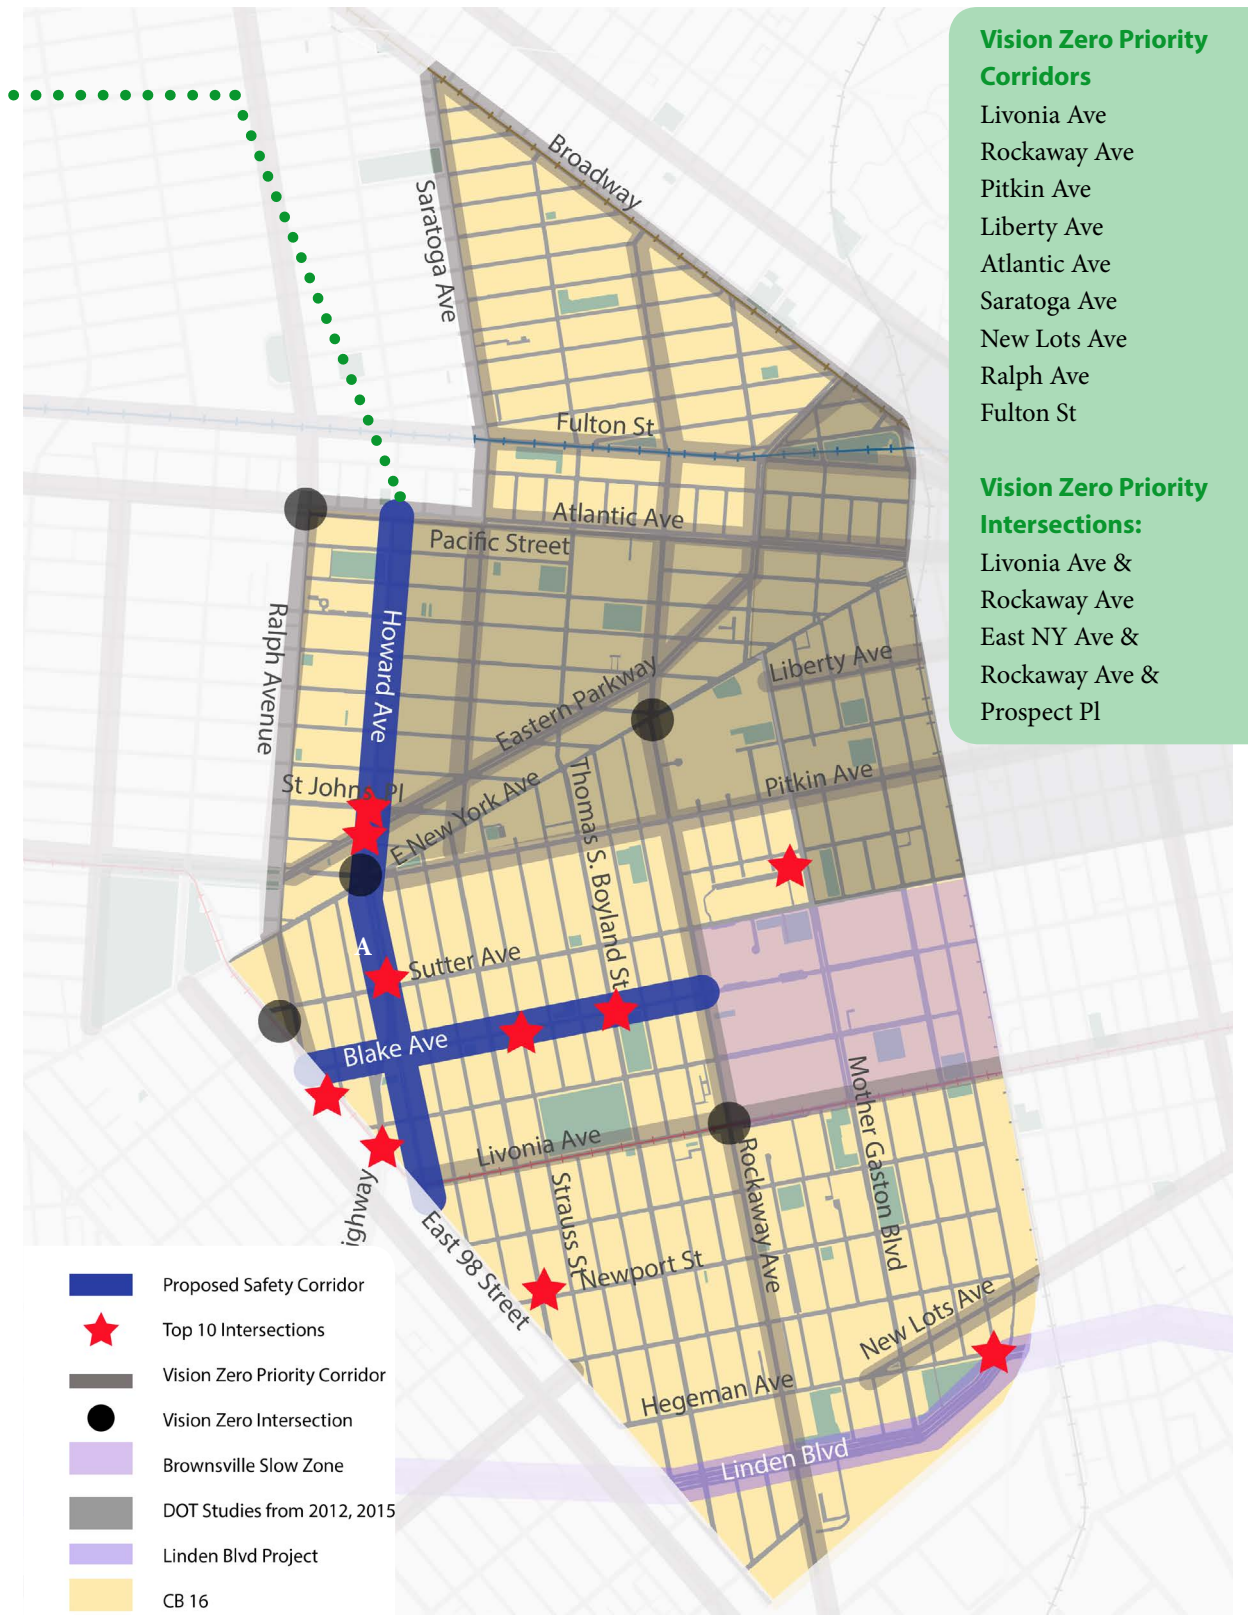 Vision Zero Priority
Corridors
Livonia Ave
Rockaway Ave
Pitkin Ave
Liberty Ave
Atlantic Ave
Saratoga Ave
New Lots Ave
Ralph Ave
Fulton St
Vision Zero Priority
Intersections:
Livonia Ave &
Rockaway Ave
East NY Ave &
Rockaway Ave &
Prospect Pl
Broadway
Saratoga Ave
Fulton St
Atlantic Ave
Pacific Street
Ralph Avenue
Howard Ave
Liberty Ave
Eastern Parkway
St Johns Pl
E New York Ave
Thomas S. Boyland St
Pitkin Ave
A
Sutter Ave
Blake Ave
Livonia Ave
Mother Gaston Blvd
Rockaway Ave
Strauss St
ighway
East 98 Street
Newport St
New Lots Ave
Hegeman Ave
Linden Blvd
Proposed Safety Corridor
Top 10 Intersections
Vision Zero Priority Corridor
Vision Zero Intersection
Brownsville Slow Zone
DOT Studies from 2012, 2015
Linden Blvd Project
CB 16